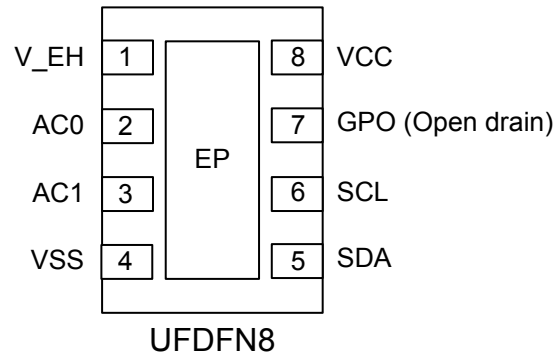 V_EH 1 8 VCC
AC0 2 7 GPO (Open drain)
EP
AC1 3 6 SCL
VSS 4 5 SDA
UFDFN8